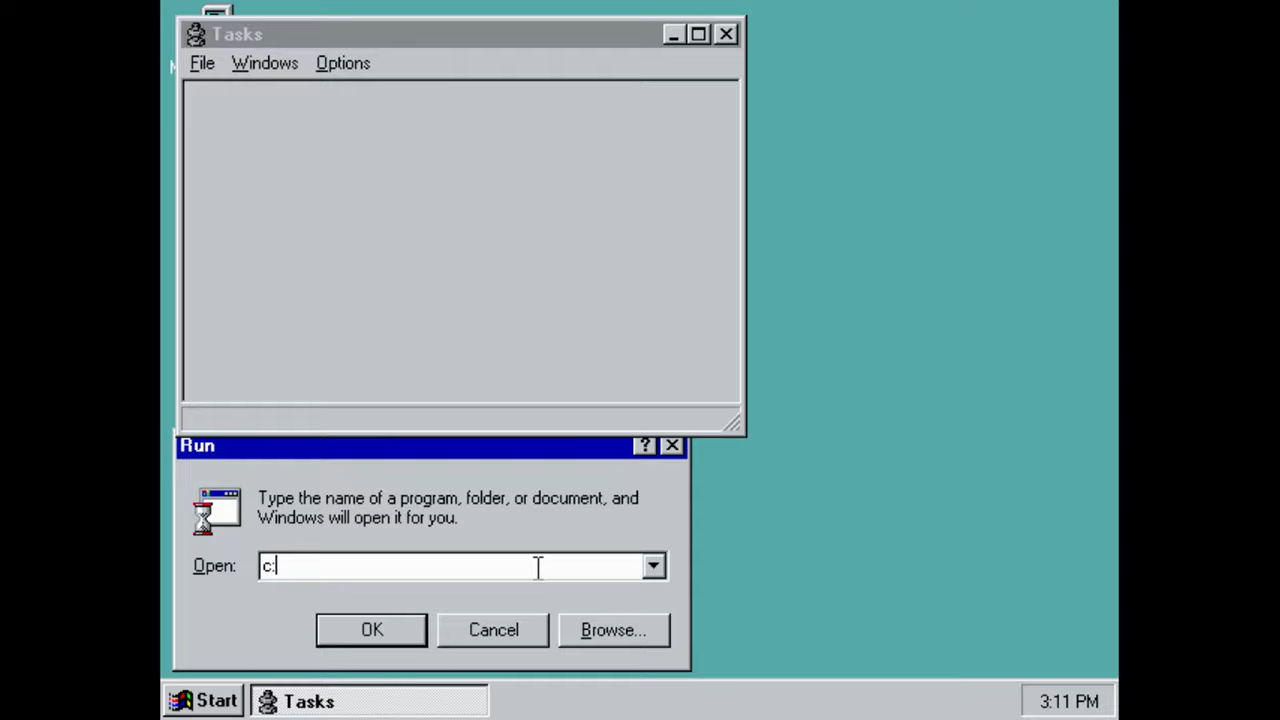 Tasks
File Windows Options
Run
Type the name of a program, folder, or document, and
Windows will open it for you.
Open: c:
OK Cancel Browse...
Start Tasks 3:11 PM